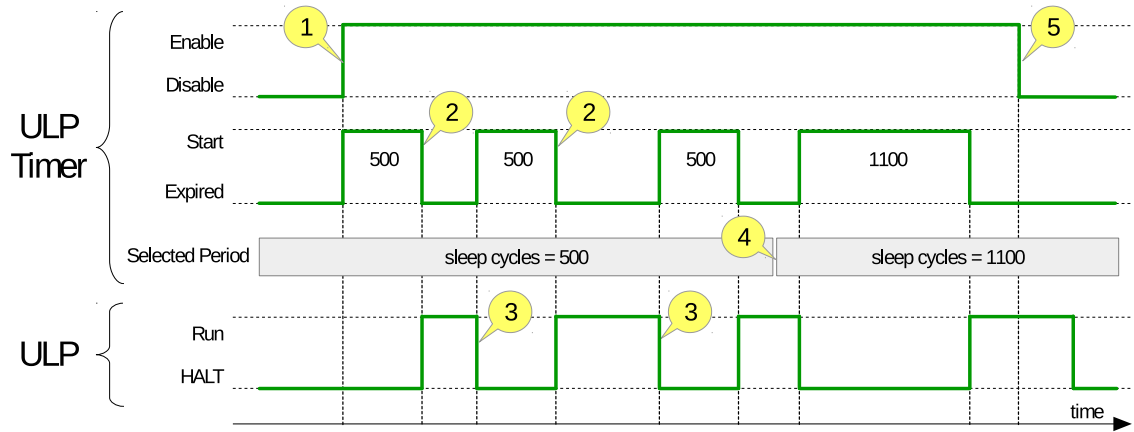 1
5
Enable
Disable
ULP
Timer
2
2
Start
500
500
500
1100
Expired
4
Selected Period
sleep cycles = 500
sleep cycles = 1100
3
3
Run
ULP
HALT
time